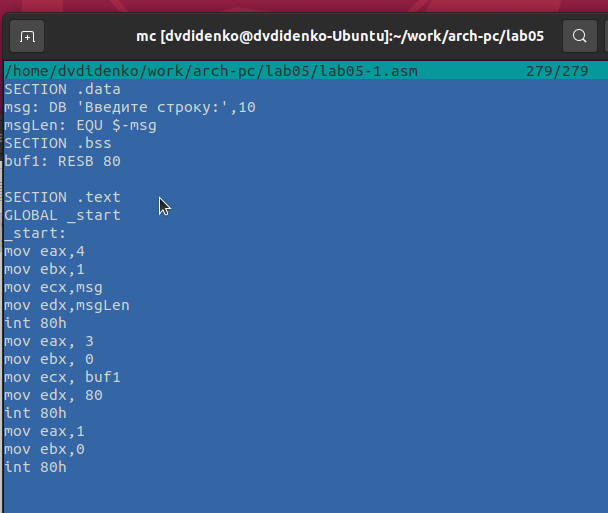 mc [dvdidenko@dvdidenko-Ubuntu]:~/work/arch-pc/lab05
/home/dvdidenko/work/arch-pc/lab05/lab05-1.asm 279/279
SECTION .data
msg: DB 'Введите строку:',10
msgLen: EQU $-msg
SECTION .bss
buf1: RESB 80
SECTION .text
GLOBAL _start
_start:
mov eax,4
mov ebx,1
mov ecx,msg
mov edx,msgLen
int 80h
mov eax, 3
mov ebx, 0
mov ecx, buf1
mov edx, 80
int 80h
mov eax,1
mov ebx,0
int 80h